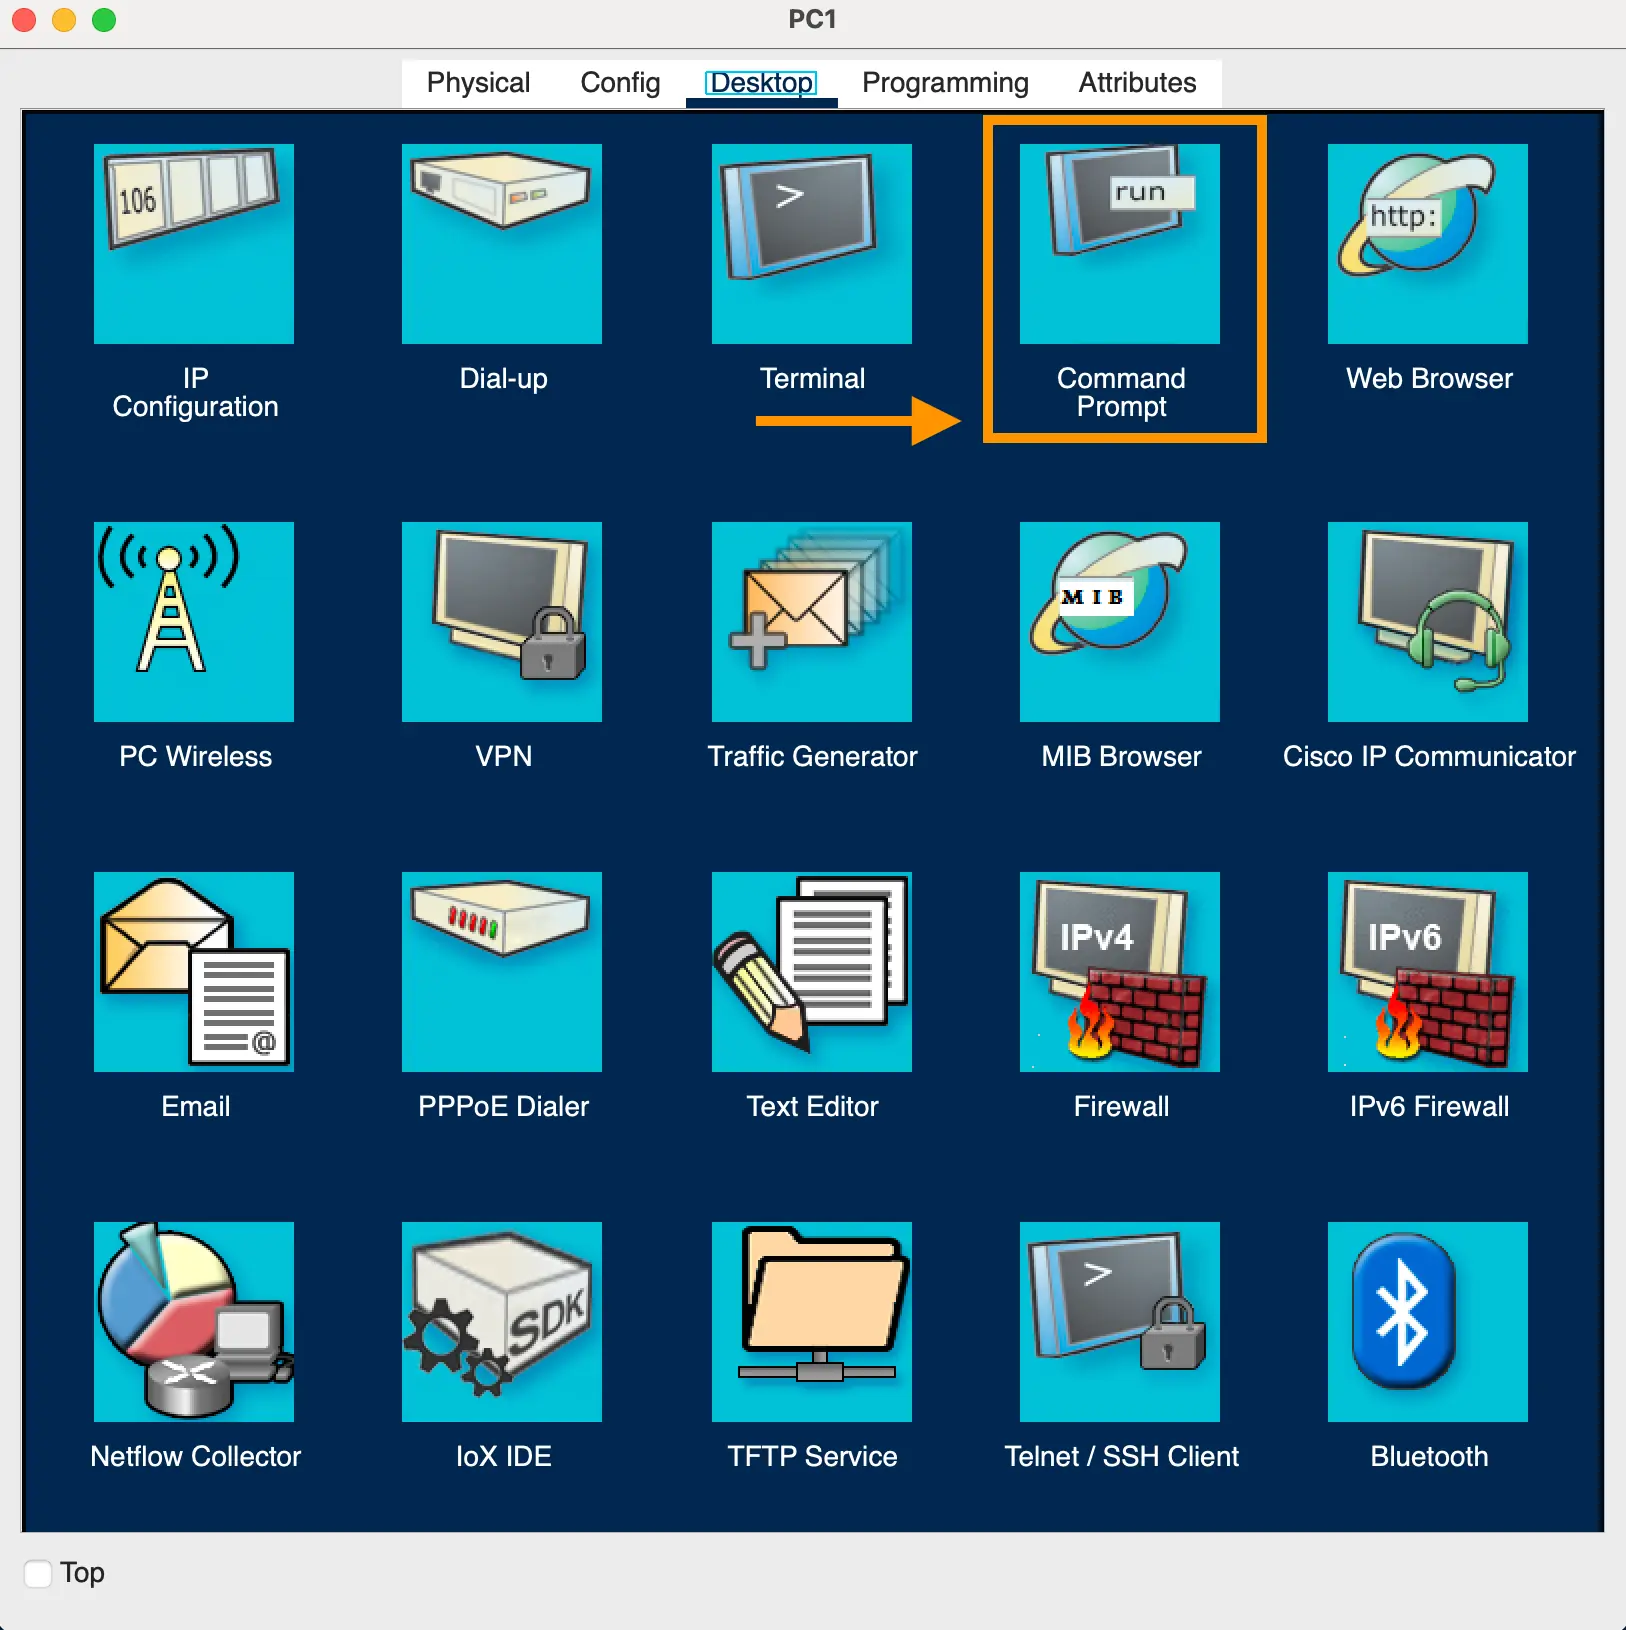 PC1
Physical Config Desktop Programming Attributes
106
>
run
http:
IP
Configuration
Dial-up
Terminal
Command
Prompt
Web Browser
MIB
PC Wireless
VPN
Traffic Generator
MIB Browser
Cisco IP Communicator
@
IPv4
IPv6
Email
PPPoE Dialer
Text Editor
Firewall
IPv6 Firewall
SDK
>
Netflow Collector
IoX IDE
TFTP Service
Telnet / SSH Client
Bluetooth
Top